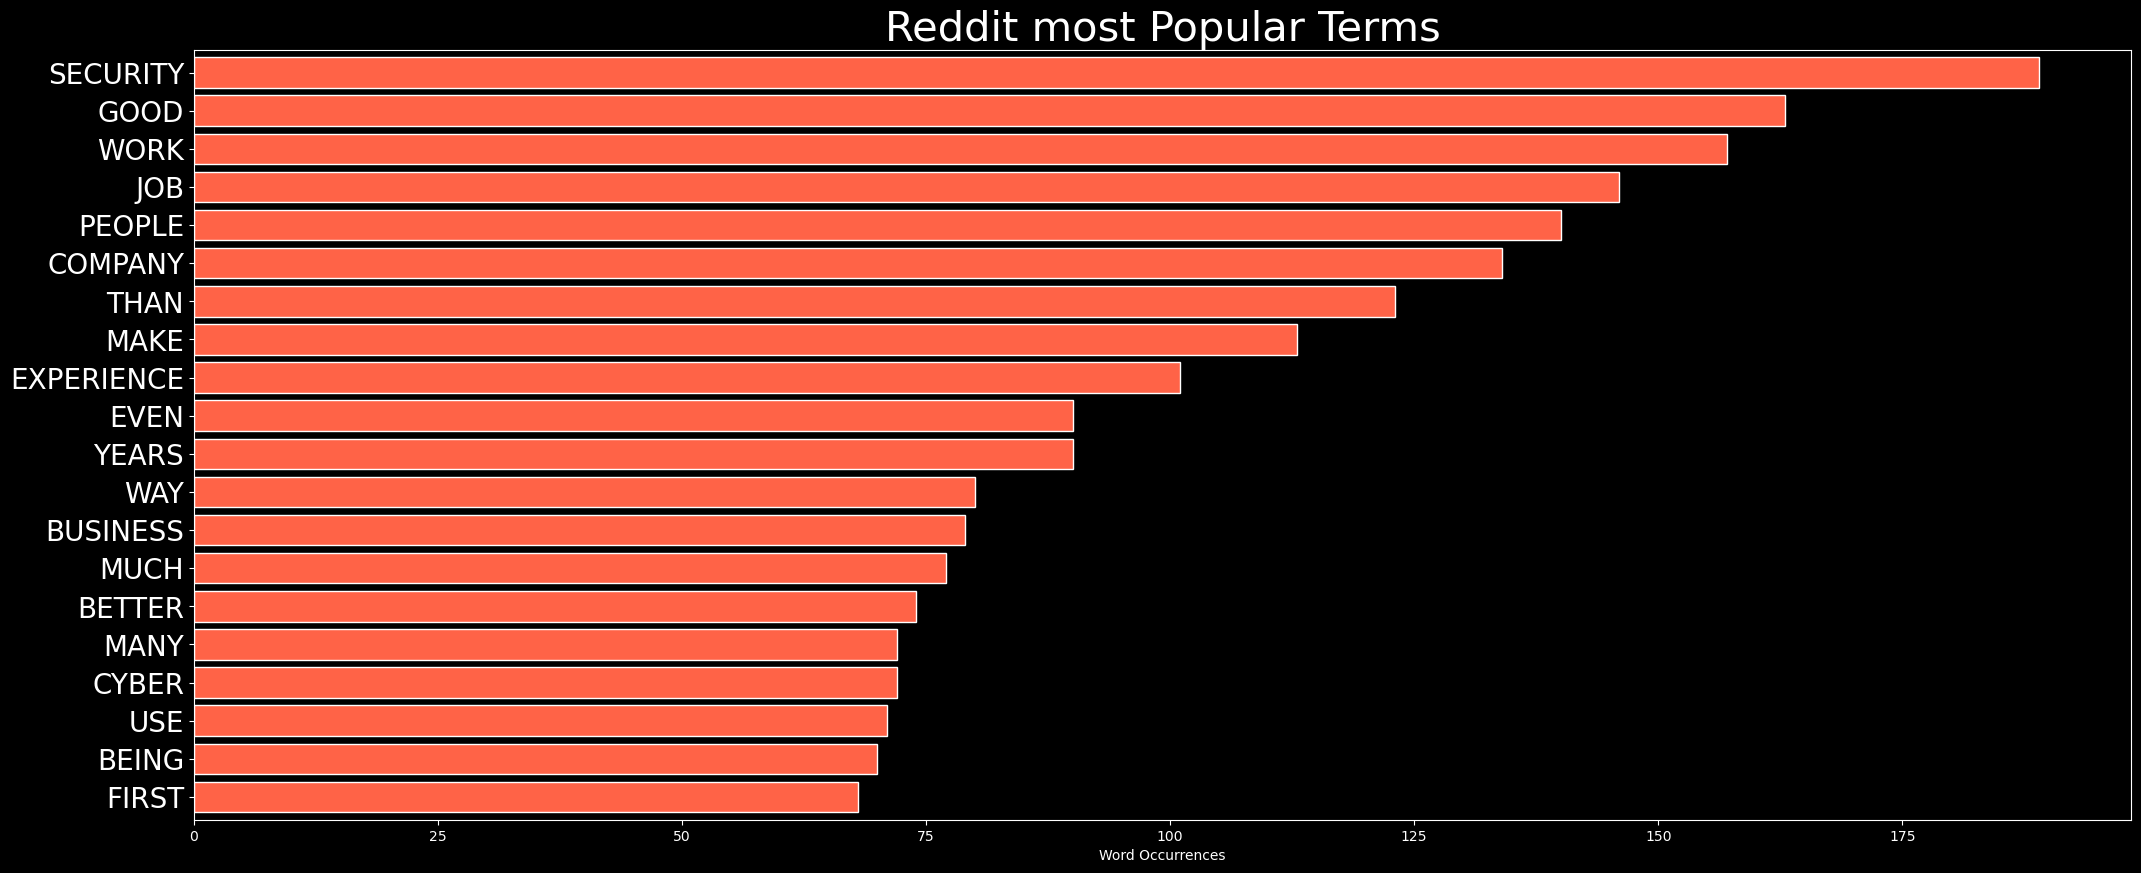 Reddit most Popular Terms
SECURITY
GOOD
WORK
JOB
PEOPLE
COMPANY
THAN
MAKE
EXPERIENCE
EVEN
YEARS
WAY
BUSINESS
MUCH
BETTER
MANY
CYBER
USE
BEING
FIRST
0 25 50 75 100 125 150 175
Word Occurrences